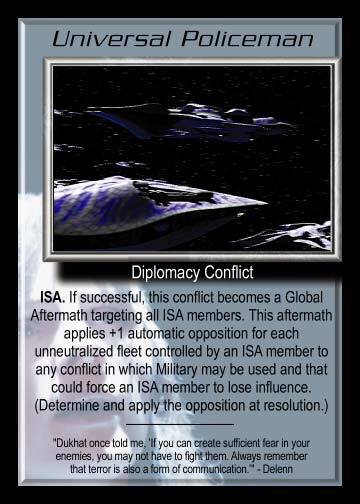 Universal Policeman
Diplomacy Conflict
ISA. If successful, this conflict becomes a Global
Aftermath targeting all ISA members. This aftermath
applies +1 automatic opposition for each
unneutralized fleet controlled by an ISA member to
any conflict in which Military may be used and that
could force an ISA member to lose influence.
(Determine and apply the opposition at resolution.)
"Dukhat once told me, 'If you can create sufficient fear in your
enemies, you may not have to fight them. Always remember
that terror is also a form of communication.'" - Delenn